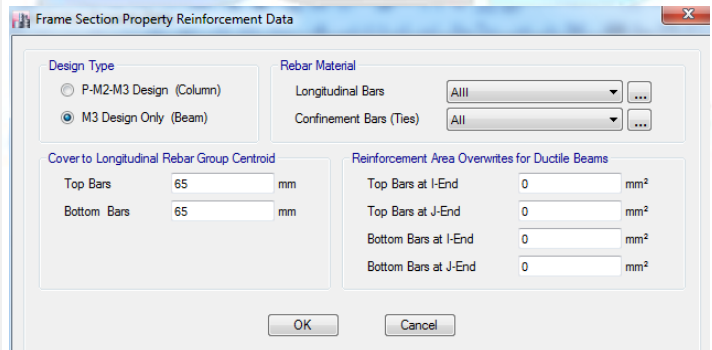 Frame Section Property Reinforcement Data
Design Type
P-M2-M3 Design (Column)
M3 Design Only (Beam)
Rebar Material
Longitudinal Bars AIII ...
Confinement Bars (Ties) AII ...
Cover to Longitudinal Rebar Group Centroid
Top Bars 65 mm
Bottom Bars 65 mm
Reinforcement Area Overwrites for Ductile Beams
Top Bars at I-End 0 mm²
Top Bars at J-End 0 mm²
Bottom Bars at I-End 0 mm²
Bottom Bars at J-End 0 mm²
OK Cancel